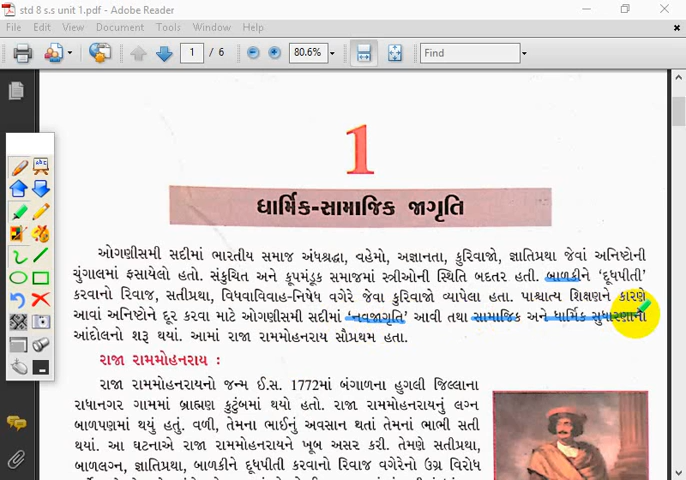 std 8 s.s unit 1.pdf - Adobe Reader
File Edit View Document Tools Window Help
1 / 6 80.6% Find
1
ધાર્મિક-સામાજિક જાગૃતિ
ઓગણીસમી સદીમાં ભારતીય સમાજ અંધશ્રદ્ધા, વહેમો, અજ્ઞાનતા, કુરિવાજો, જ્ઞાતિપ્રથા જેવાં અનિષ્ટોની
ચુંગાલમાં ફસાયેલો હતો. સંકુચિત અને કૂપમંડૂક સમાજમાં સ્ત્રીઓની સ્થિતિ બદતર હતી. બાળકીને ‘દૂધપીતી’
કરવાનો રિવાજ, સતીપ્રથા, વિધવાવિવાહ-નિષેધ વગેરે જેવા કુરિવાજો વ્યાપેલા હતા. પાશ્ચાત્ય શિક્ષણને કારણે
આવાં અનિષ્ટોને દૂર કરવા માટે ઓગણીસમી સદીમાં ‘નવજાગૃતિ’ આવી તથા સામાજિક અને ધાર્મિક સુધારણાનાં
આંદોલનો શરૂ થયાં. આમાં રાજા રામમોહનરાય સૌપ્રથમ હતા.
રાજા રામમોહનરાય :
રાજા રામમોહનરાયનો જન્મ ઈ.સ. 1772માં બંગાળના હુગલી જિલ્લાના
રાધાનગર ગામમાં બ્રાહ્મણ કુટુંબમાં થયો હતો. રાજા રામમોહનરાયનું લગ્ન
બાળપણમાં થયું હતું. વળી, તેમના ભાઈનું અવસાન થતાં તેમનાં ભાભી સતી
થયાં. આ ઘટનાએ રાજા રામમોહનરાયને ખૂબ અસર કરી. તેમણે સતીપ્રથા,
બાળલગ્ન, જ્ઞાતિપ્રથા, બાળકીને દૂધપીતી કરવાનો રિવાજ વગેરેનો ઉગ્ર વિરોધ